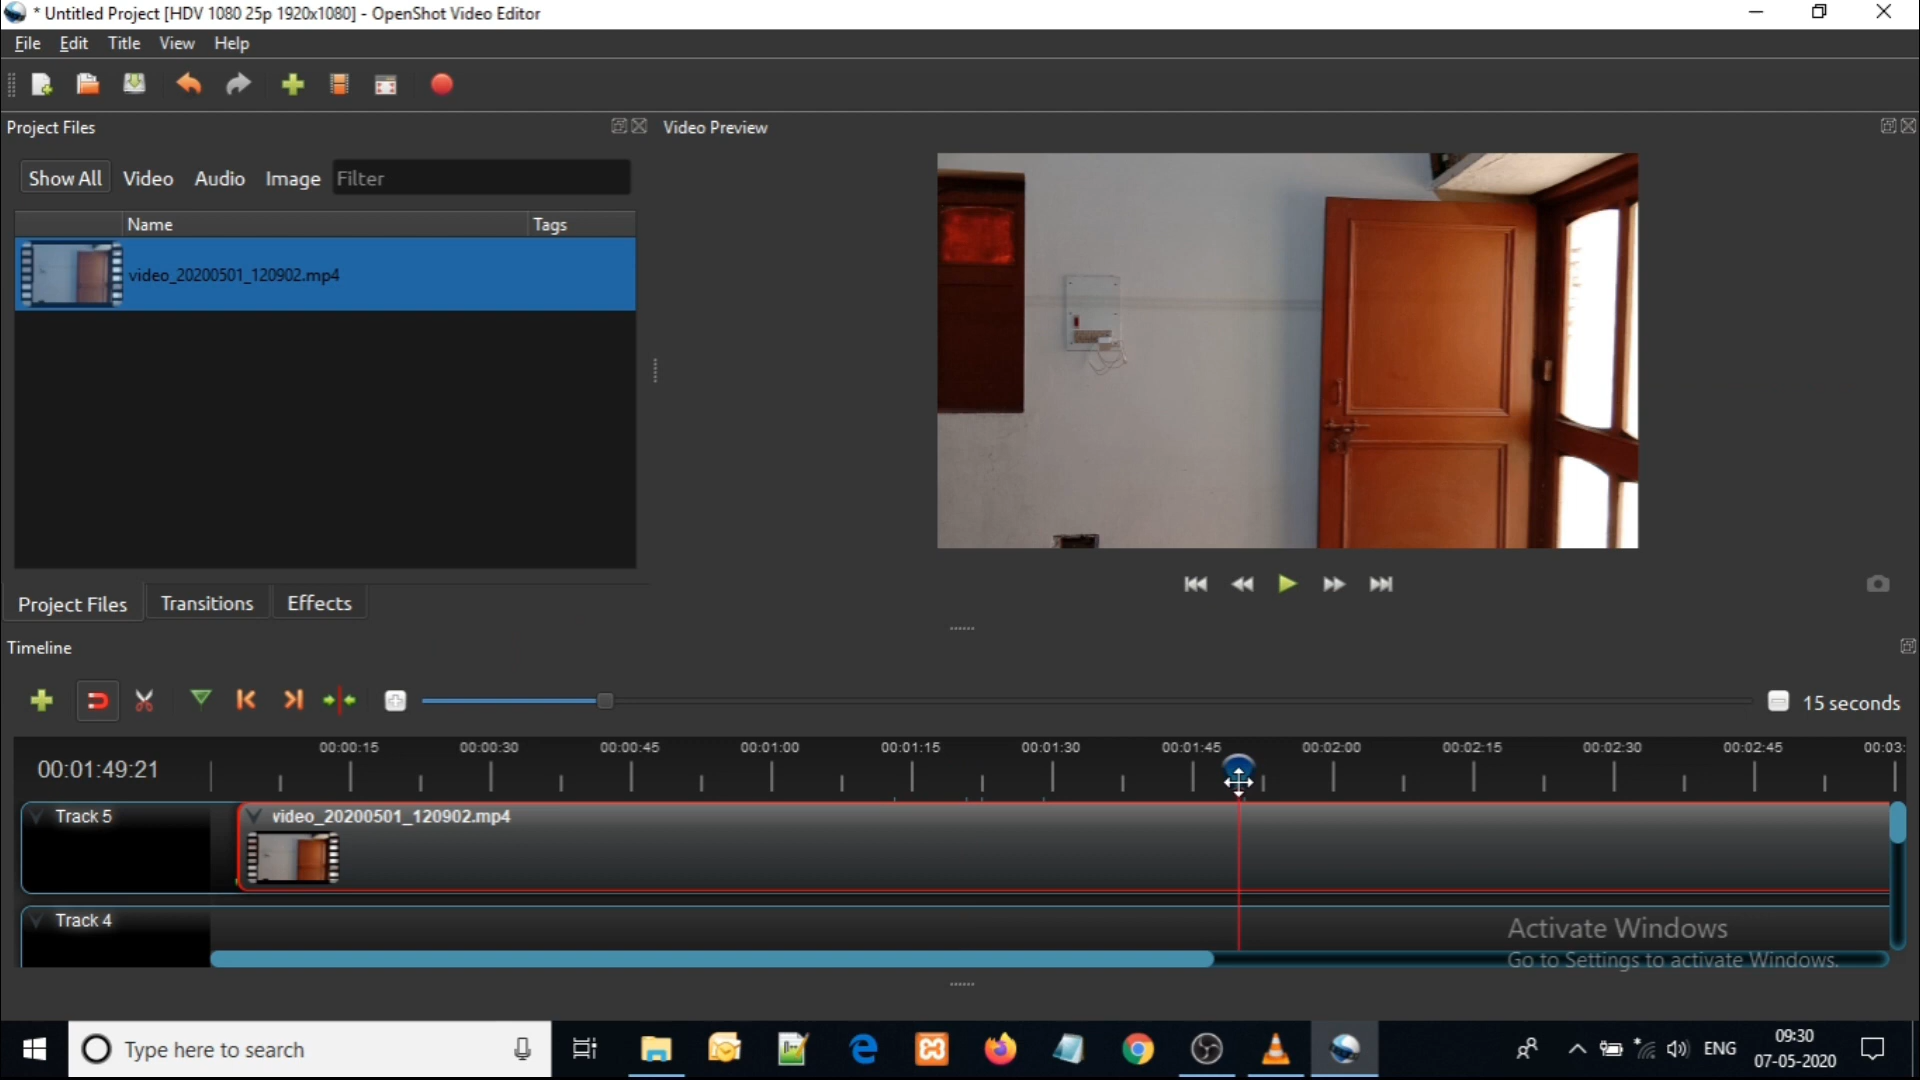 * Untitled Project [HDV 1080 25p 1920x1080] - OpenShot Video Editor
File Edit Title View Help
Project Files
Video Preview
Show All Video Audio Image Filter
Name Tags
video_20200501_120902.mp4
Project Files Transitions Effects
Timeline
15 seconds
00:01:49:21
00:00:15 00:00:30 00:00:45 00:01:00 00:01:15 00:01:30 00:01:45 00:02:00 00:02:15 00:02:30 00:02:45 00:03:
Track 5
video_20200501_120902.mp4
Track 4
Activate Windows
Go to Settings to activate Windows.
Type here to search
ENG
09:30
07-05-2020